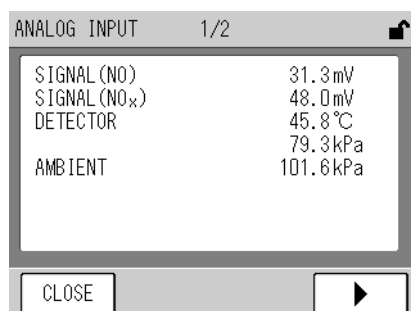 ANALOG INPUT 1/2
SIGNAL(NO) 31.3mV
SIGNAL(NOx) 48.0mV
DETECTOR 45.8℃
79.3kPa
AMBIENT 101.6kPa
CLOSE